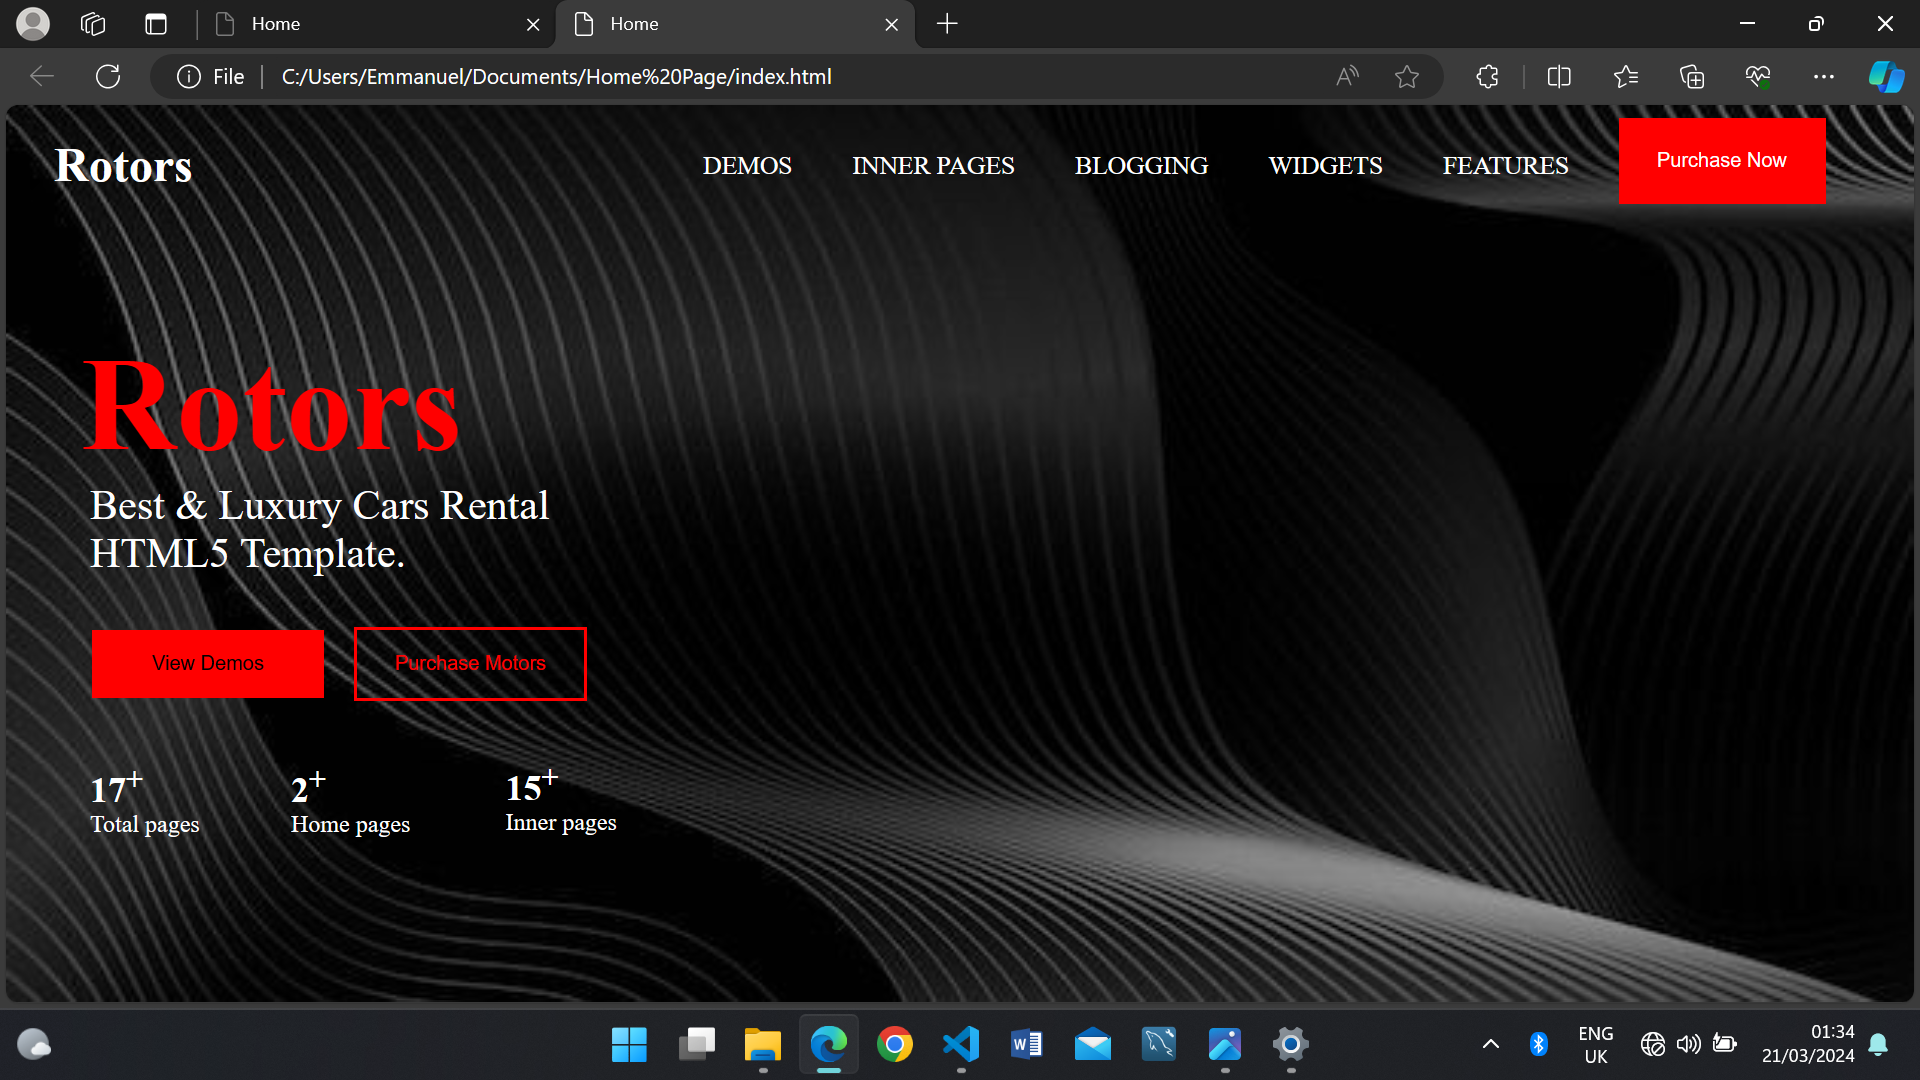 Home
Home
File
C:/Users/Emmanuel/Documents/Home%20Page/index.html
Rotors
DEMOS
INNER PAGES
BLOGGING
WIDGETS
FEATURES
Purchase Now
Rotors
Best & Luxury Cars Rental
HTML5 Template.
View Demos
Purchase Motors
17+
Total pages
2+
Home pages
15+
Inner pages
ENG
UK
01:34
21/03/2024